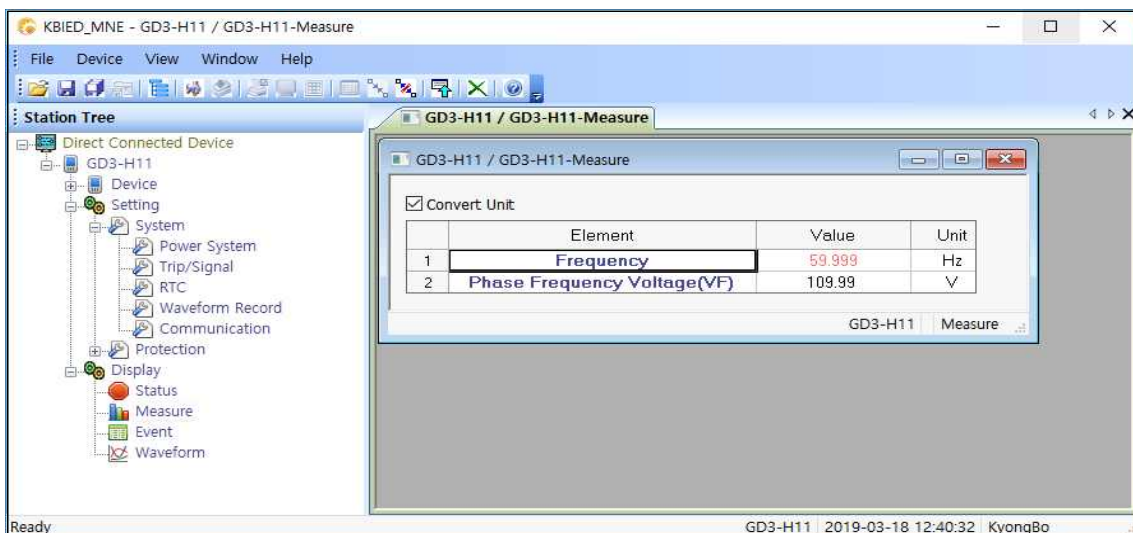 KBIED_MNE - GD3-H11 / GD3-H11-Measure
File Device View Window Help
Station Tree
Direct Connected Device
GD3-H11
Device
Setting
System
Power System
Trip/Signal
RTC
Waveform Record
Communication
Protection
Display
Status
Measure
Event
Waveform
GD3-H11 / GD3-H11-Measure
GD3-H11 / GD3-H11-Measure
Convert Unit
Element Value Unit
1 Frequency 59.999 Hz
2 Phase Frequency Voltage(VF) 109.99 V
GD3-H11 Measure
Ready GD3-H11 2019-03-18 12:40:32 KyongBo